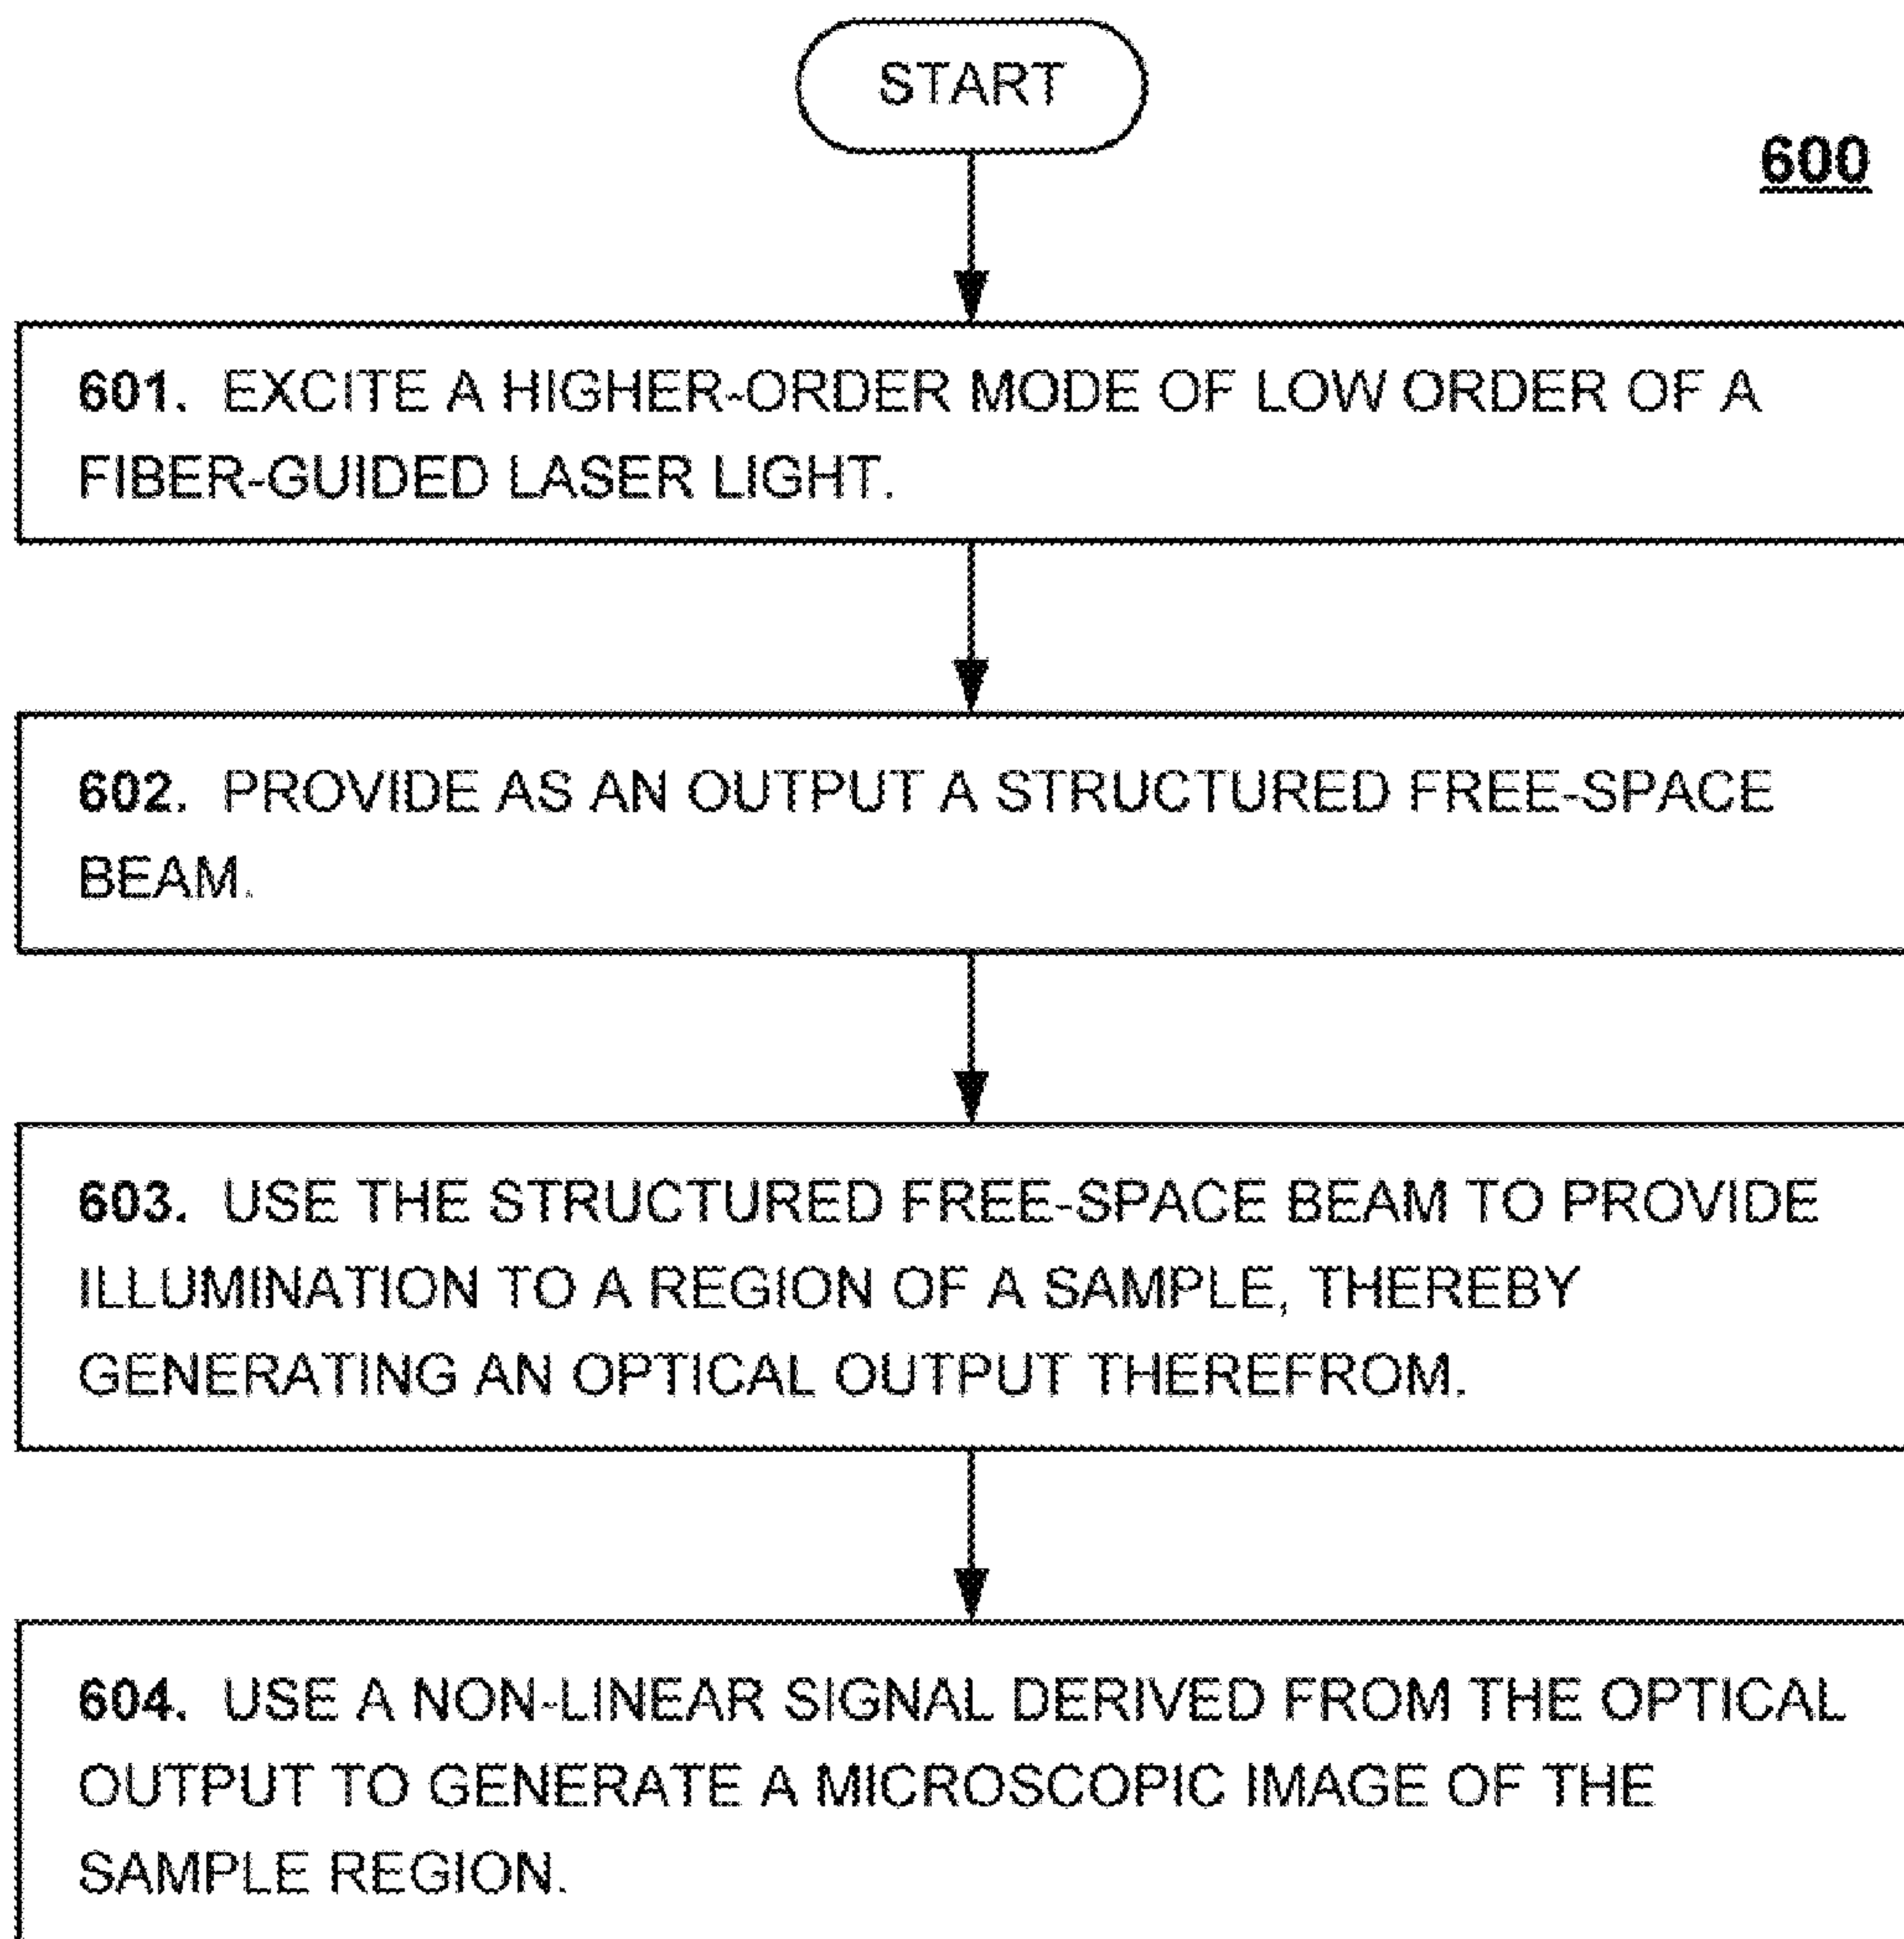 START
600
601. EXCITE A HIGHER-ORDER MODE OF LOW ORDER OF A
FIBER-GUIDED LASER LIGHT.
602. PROVIDE AS AN OUTPUT A STRUCTURED FREE-SPACE
BEAM.
603. USE THE STRUCTURED FREE-SPACE BEAM TO PROVIDE
ILLUMINATION TO A REGION OF A SAMPLE, THEREBY
GENERATING AN OPTICAL OUTPUT THEREFROM.
604. USE A NON-LINEAR SIGNAL DERIVED FROM THE OPTICAL
OUTPUT TO GENERATE A MICROSCOPIC IMAGE OF THE
SAMPLE REGION.